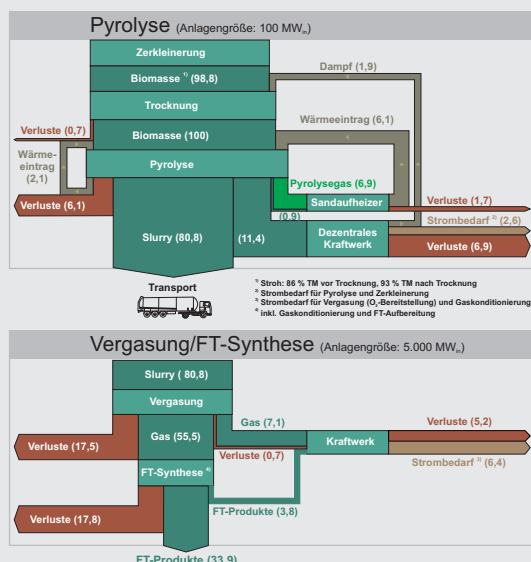 Pyrolyse (Anlagengröße: 100 MWin)
Zerkleinerung
Biomasse 1) (98,8)
Dampf (1,9)
Trocknung
Wärmeeintrag (6,1)
Verluste (0,7)
Biomasse (100)
Wärme-
eintrag
(2,1)
Pyrolyse
Pyrolysegas (6,9)
Verluste (6,1)
Sandaufheizer
Verluste (1,7)
(0,9)
Strombedarf 2) (2,6)
Slurry (80,8)
(11,4)
Dezentrales
Kraftwerk
Verluste (6,9)
Transport
1) Stroh: 86 % TM vor Trocknung, 93 % TM nach Trocknung
2) Strombedarf für Pyrolyse und Zerkleinerung
3) Strombedarf für Vergasung (O2-Bereitstellung) und Gaskonditionierung
4) inkl. Gaskonditionierung und FT-Aufbereitung
Vergasung/FT-Synthese (Anlagengröße: 5.000 MWin)
Slurry ( 80,8)
Vergasung
Gas (7,1)
Verluste (5,2)
Verluste (17,5)
Gas (55,5)
Kraftwerk
Verluste (0,7)
Strombedarf 3) (6,4)
FT-Synthese 4)
FT-Produkte (3,8)
Verluste (17,8)
FT-Produkte (33,9)